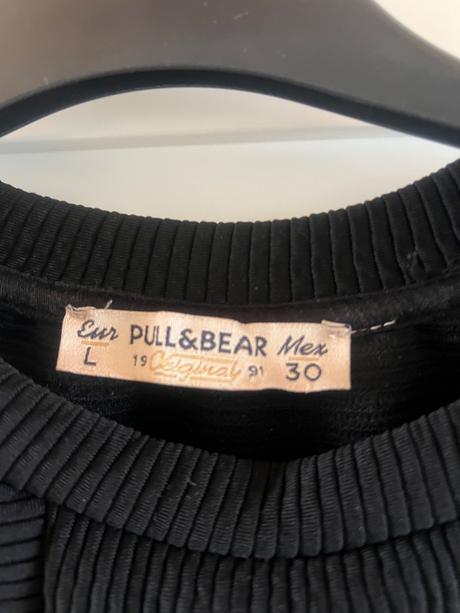 Eur PULL&BEAR Mex
L 19 Original 91 30